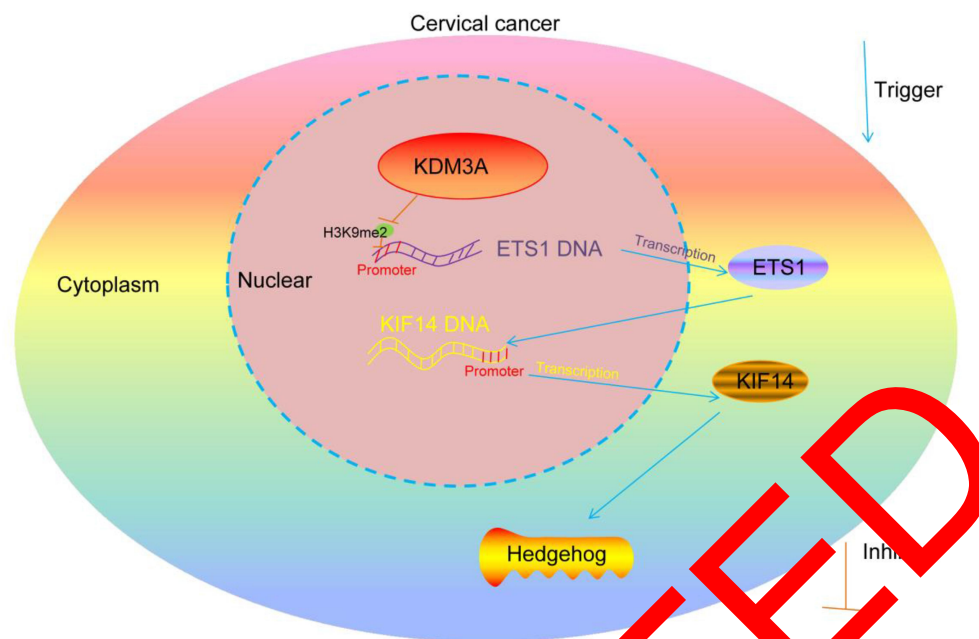 Cervical cancer
Trigger
KDM3A
H3K9me2
Promoter
ETS1 DNA
Transcription
ETS1
Cytoplasm
Nuclear
KIF14 DNA
Promoter
Transcription
KIF14
Hedgehog